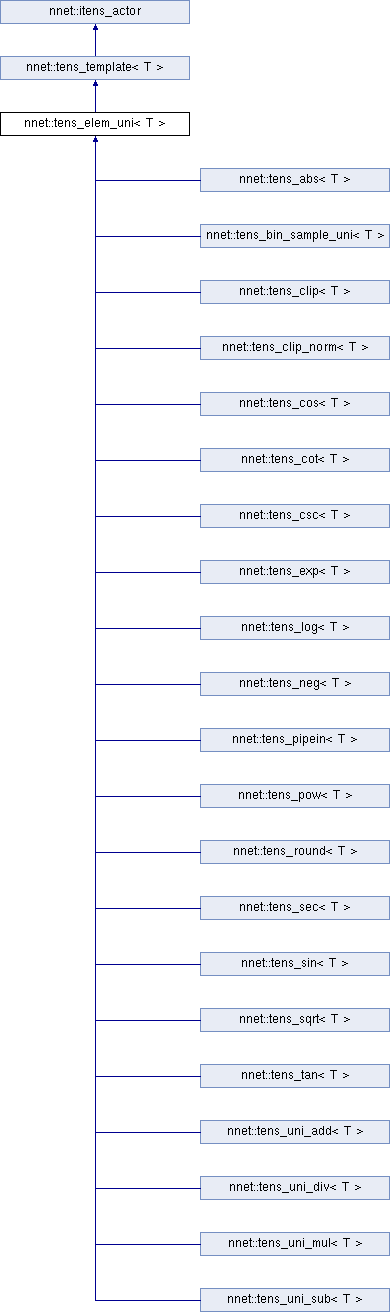 nnet::itens_actor
nnet::tens_template< T >
nnet::tens_elem_uni< T >
nnet::tens_abs< T >
nnet::tens_bin_sample_uni< T >
nnet::tens_clip< T >
nnet::tens_clip_norm< T >
nnet::tens_cos< T >
nnet::tens_cot< T >
nnet::tens_csc< T >
nnet::tens_exp< T >
nnet::tens_log< T >
nnet::tens_neg< T >
nnet::tens_pipein< T >
nnet::tens_pow< T >
nnet::tens_round< T >
nnet::tens_sec< T >
nnet::tens_sin< T >
nnet::tens_sqrt< T >
nnet::tens_tan< T >
nnet::tens_uni_add< T >
nnet::tens_uni_div< T >
nnet::tens_uni_mul< T >
nnet::tens_uni_sub< T >